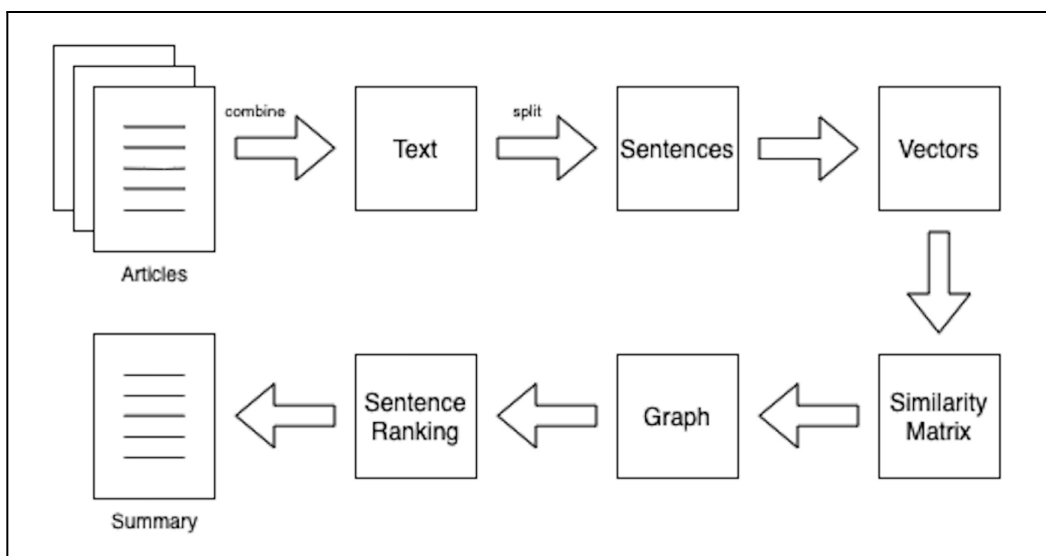 combine
split
Text
Sentences
Vectors
Articles
Sentence
Ranking
Graph
Similarity
Matrix
Summary